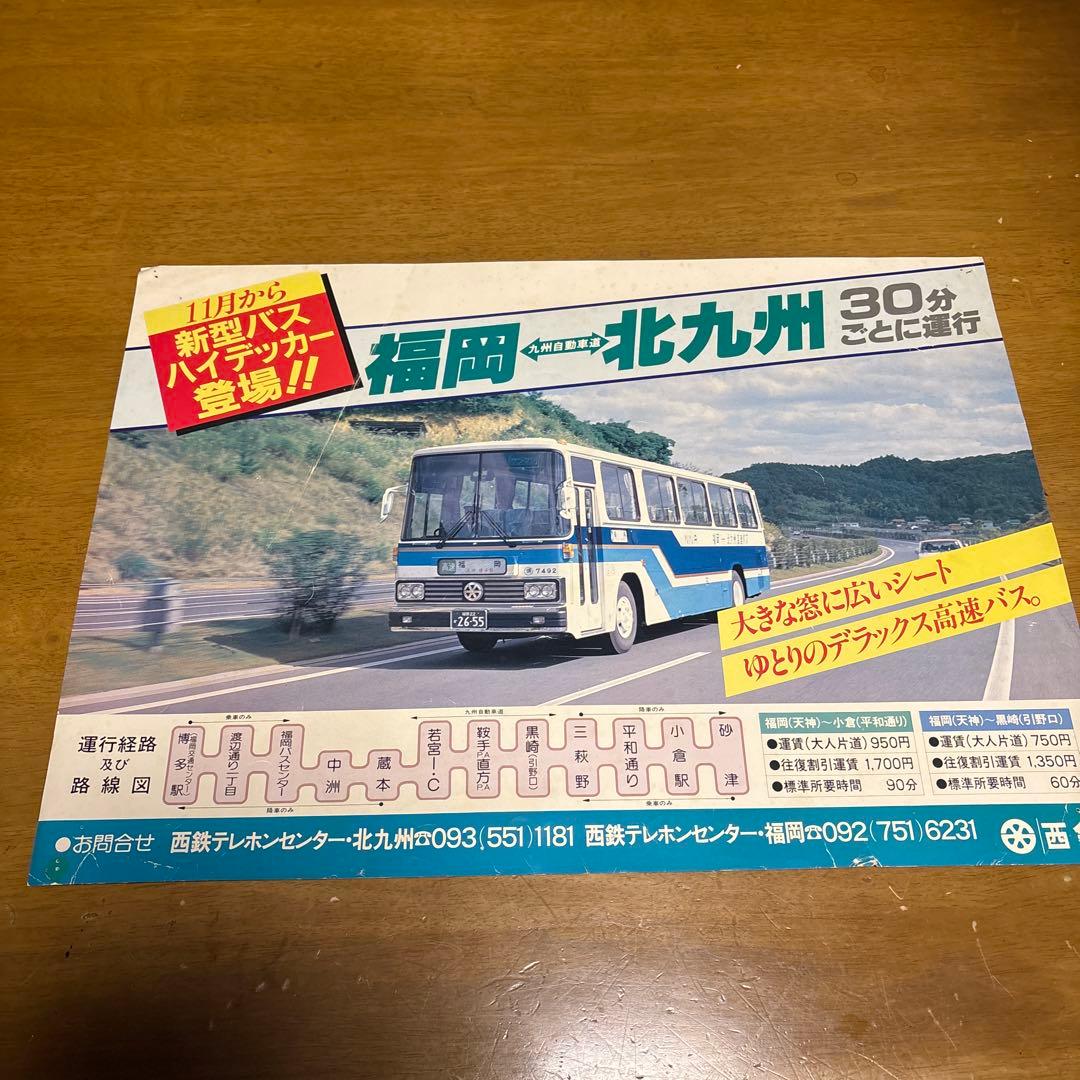 11月から
新型バス
ハイデッカー
登場!!
福岡 九州自動車道 北九州
30分
ごとに運行
高速 福岡
7492
26-55
大きな窓に広いシート
ゆとりのデラックス高速バス。
運行経路
及び
路線図
乗車のみ
九州自動車道
降車のみ
博多駅(福岡交通センター)
渡辺通り一丁目
福岡バスセンター
中洲
蔵本
若宮I・C
鞍手PA
直方PA
黒崎(引野口)
三萩野
平和通り
小倉駅
砂津
降車のみ
乗車のみ
福岡(天神)〜小倉(平和通り)
●運賃(大人片道)950円
●往復割引運賃 1,700円
●標準所要時間 90分
福岡(天神)〜黒崎(引野口)
●運賃(大人片道)750円
●往復割引運賃 1,350円
●標準所要時間 60分
●お問合せ 西鉄テレホンセンター・北九州☎093(551)1181 西鉄テレホンセンター・福岡☎092(751)6231
西